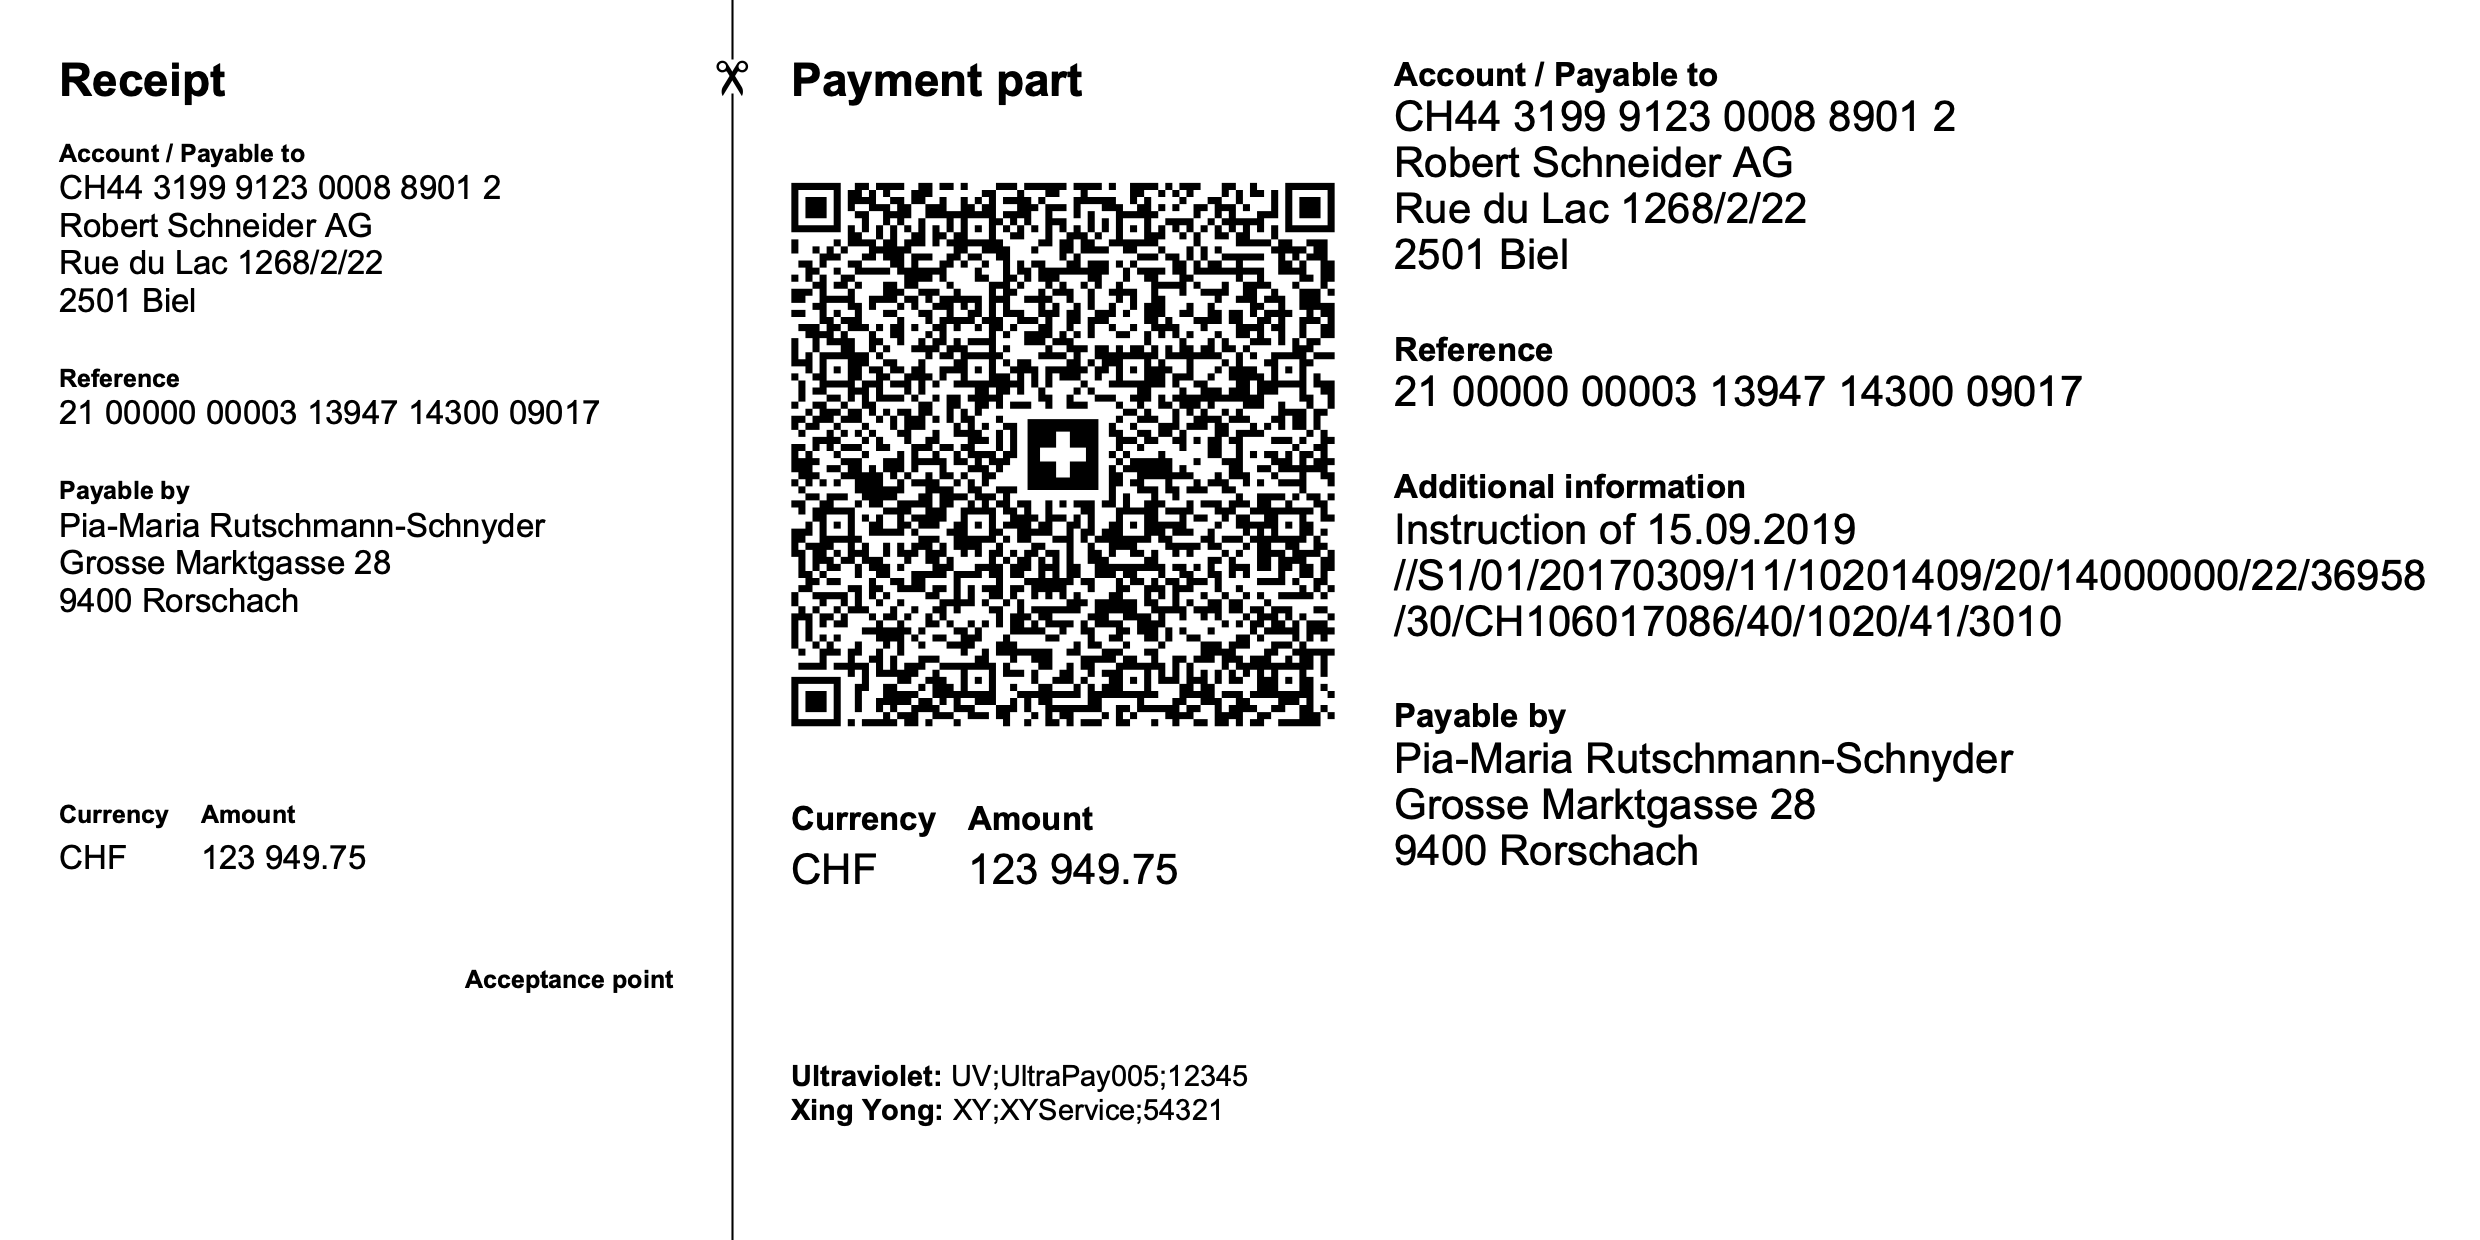 Receipt
Account / Payable to
CH44 3199 9123 0008 8901 2
Robert Schneider AG
Rue du Lac 1268/2/22
2501 Biel
Reference
21 00000 00003 13947 14300 09017
Payable by
Pia-Maria Rutschmann-Schnyder
Grosse Marktgasse 28
9400 Rorschach
Currency Amount
CHF 123 949.75
Acceptance point
Payment part
Currency Amount
CHF 123 949.75
Ultraviolet: UV;UltraPay005;12345
Xing Yong: XY;XYService;54321
Account / Payable to
CH44 3199 9123 0008 8901 2
Robert Schneider AG
Rue du Lac 1268/2/22
2501 Biel
Reference
21 00000 00003 13947 14300 09017
Additional information
Instruction of 15.09.2019
//S1/01/20170309/11/10201409/20/14000000/22/36958
/30/CH106017086/40/1020/41/3010
Payable by
Pia-Maria Rutschmann-Schnyder
Grosse Marktgasse 28
9400 Rorschach